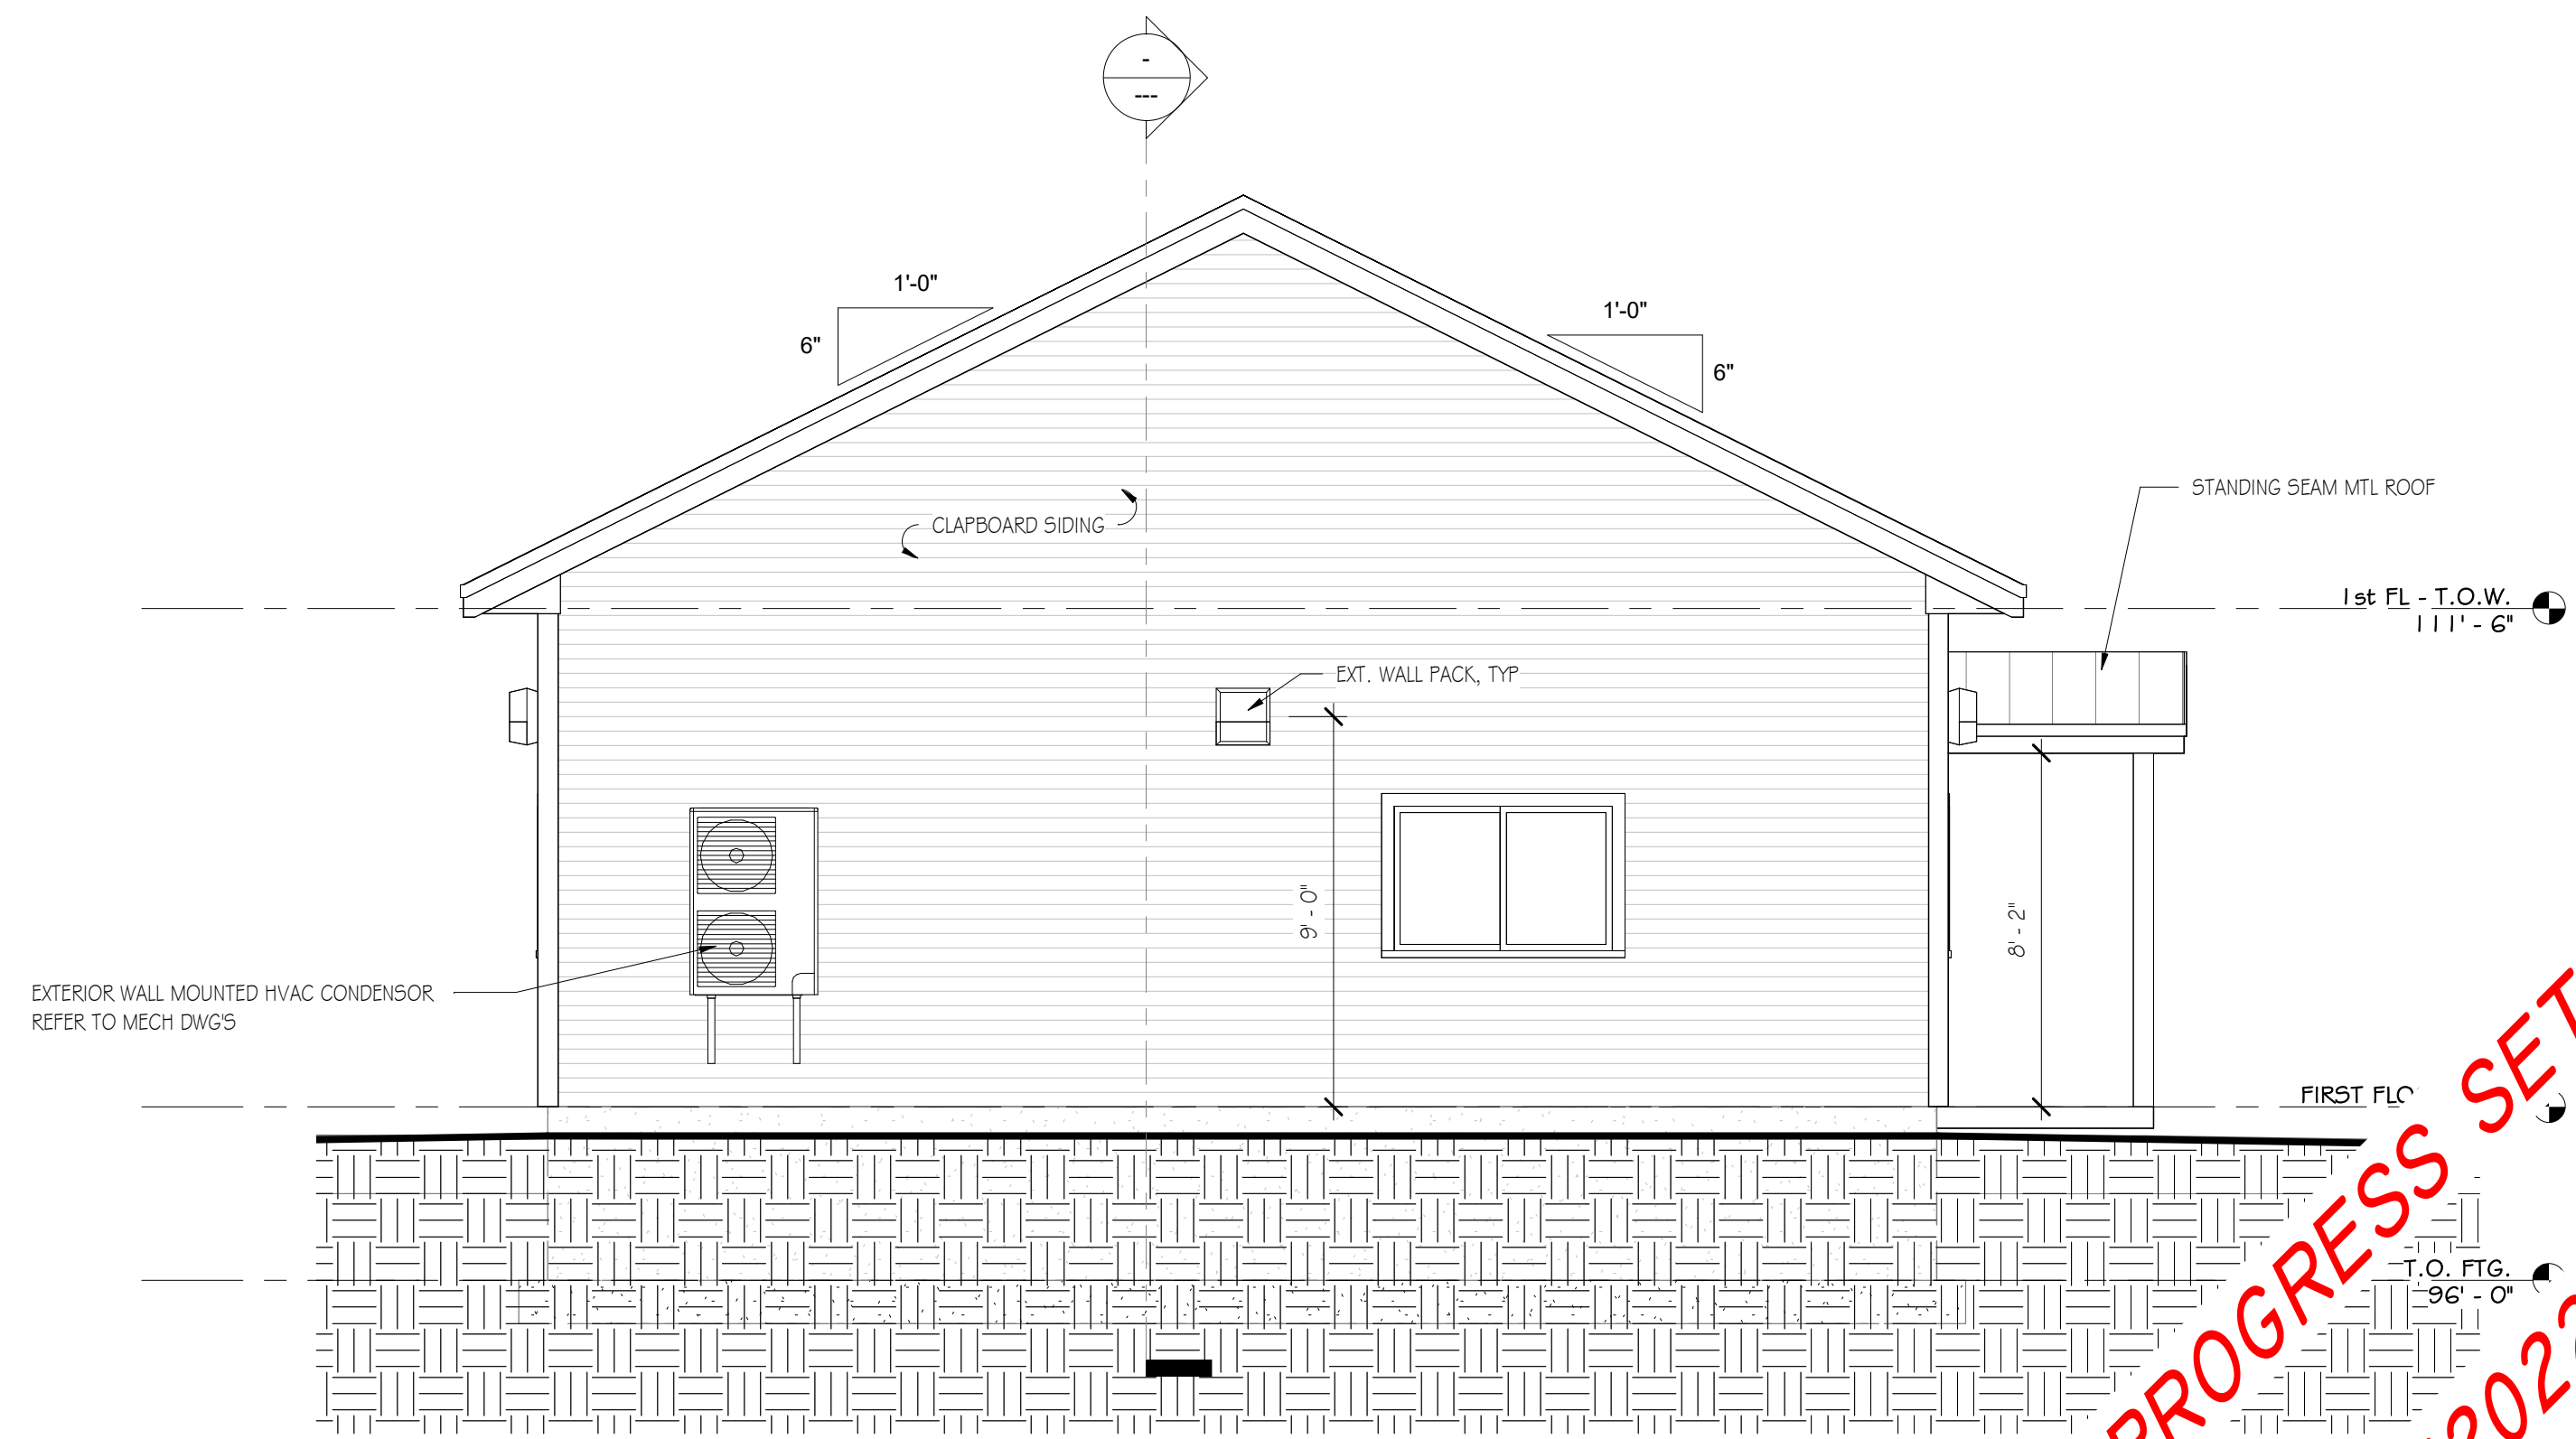 -
---
1'-0"
6"
1'-0"
6"
STANDING SEAM MTL ROOF
CLAPBOARD SIDING
1st FL - T.O.W.
111' - 6"
EXT. WALL PACK, TYP
9' - 0"
8' - 2"
EXTERIOR WALL MOUNTED HVAC CONDENSOR
REFER TO MECH DWG'S
FIRST
T.O. FTG.
96' - 0"
PROGRESS SET